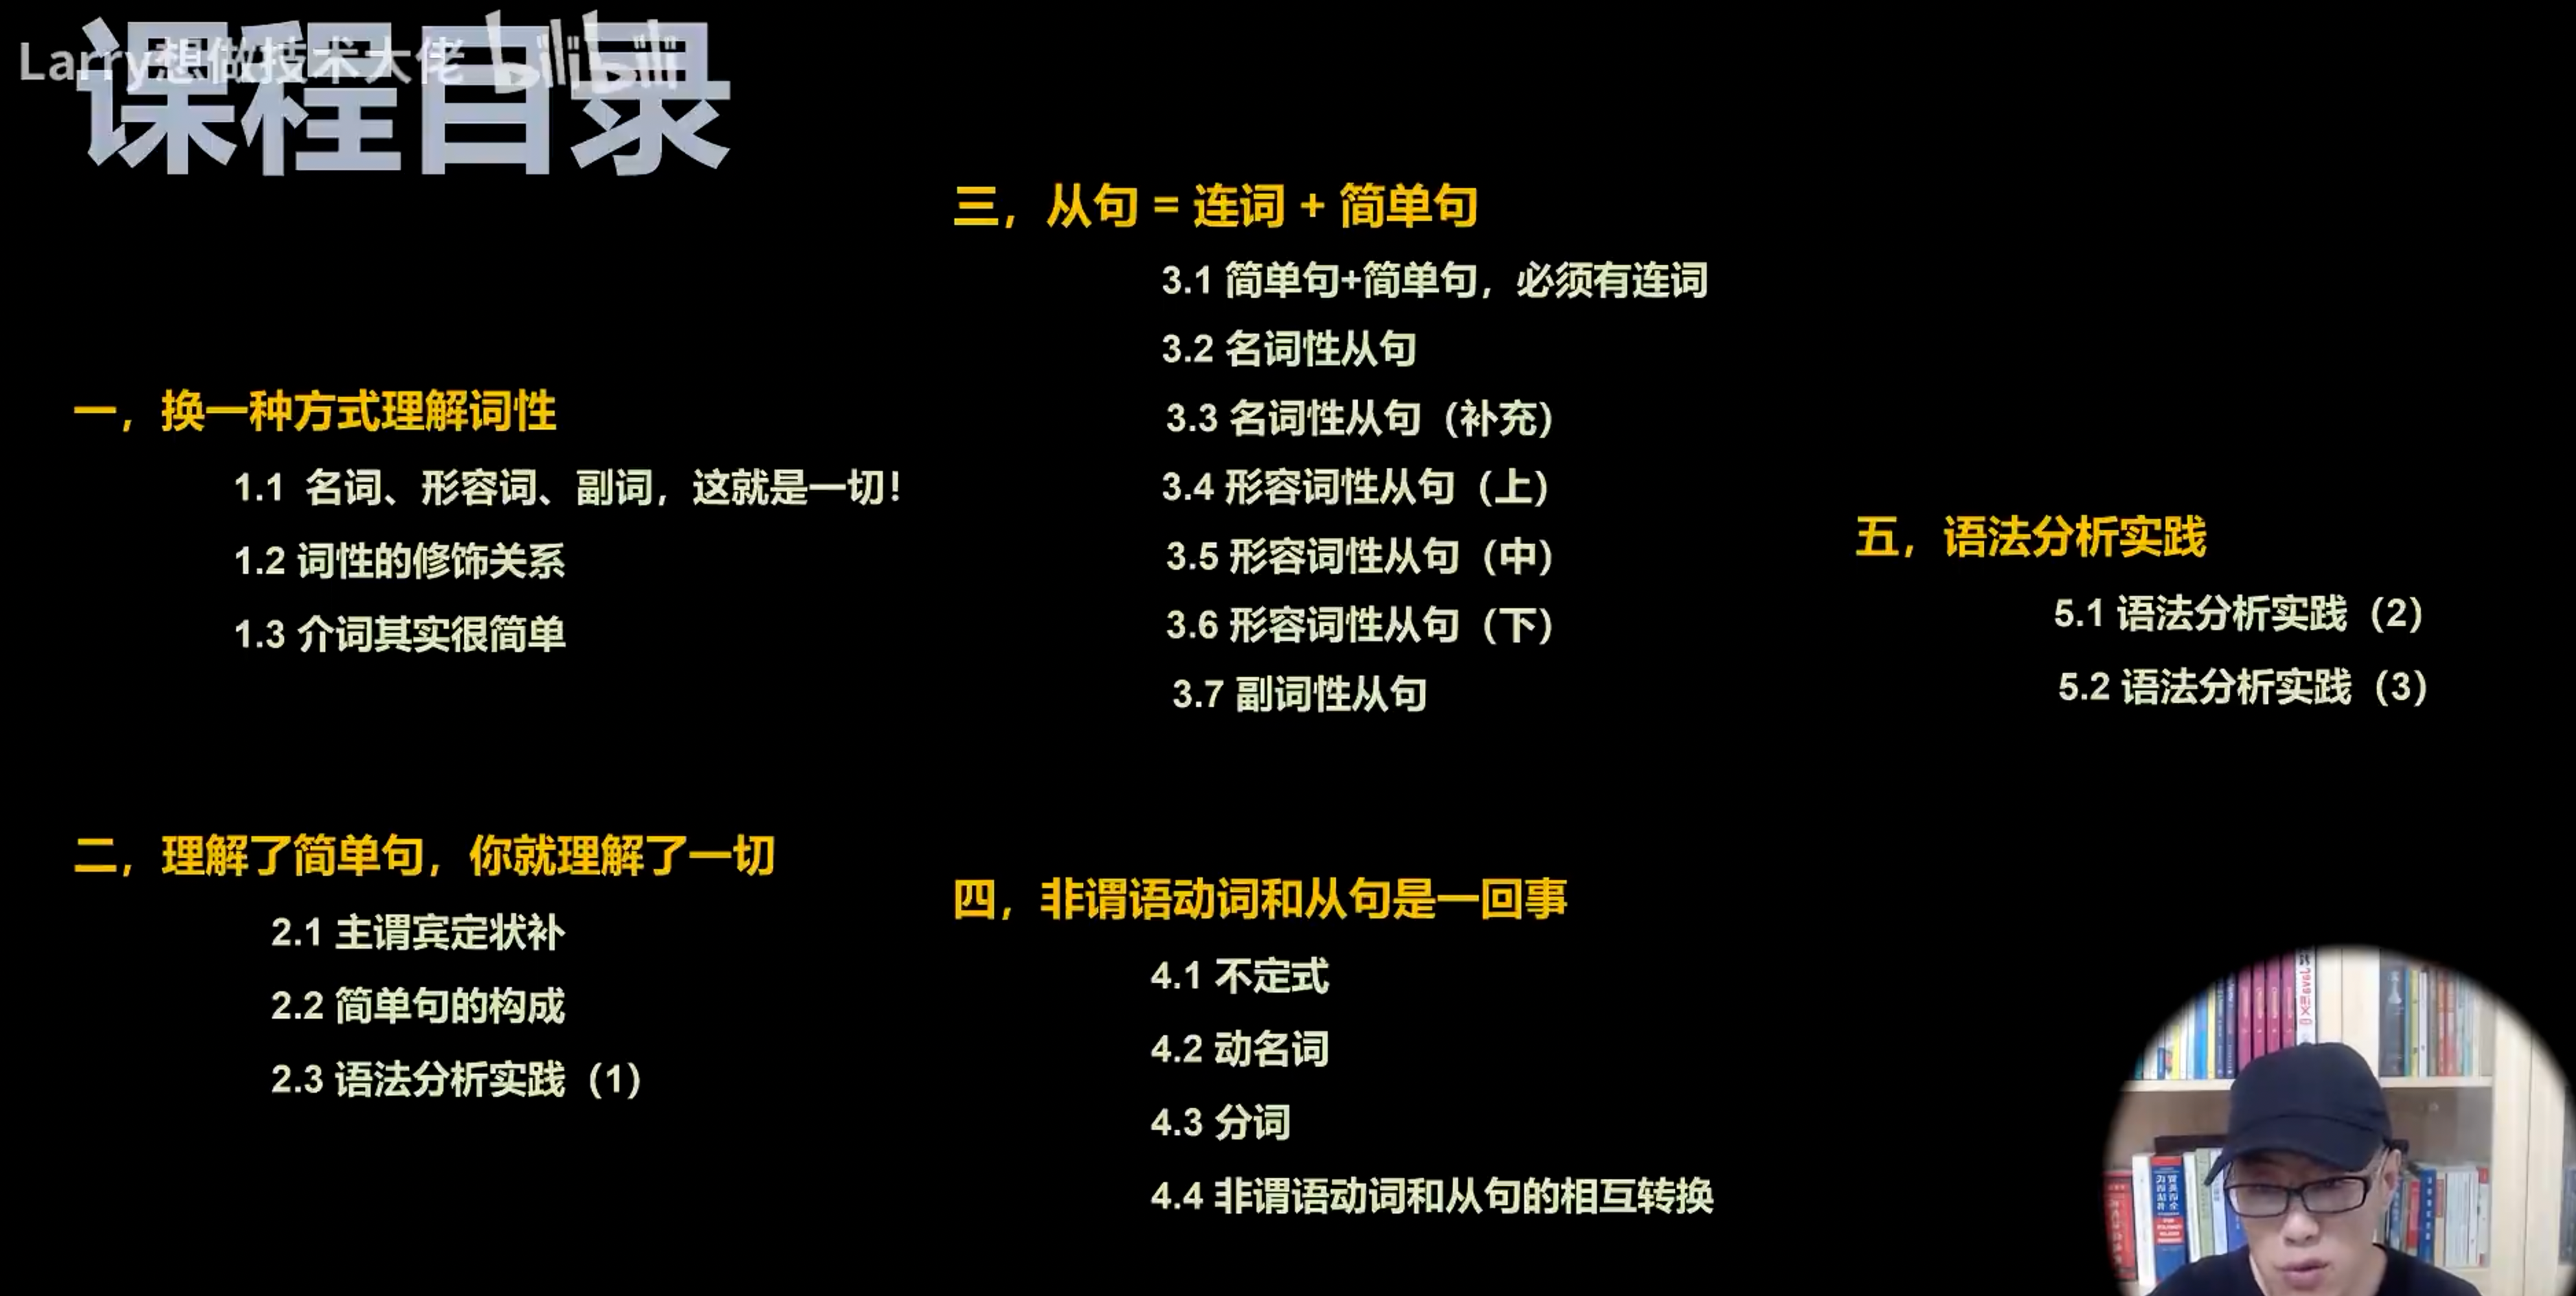 Larry想做技术大佬 bilibili
课程目录
一，换一种方式理解词性
1.1 名词、形容词、副词，这就是一切！
1.2 词性的修饰关系
1.3 介词其实很简单
二，理解了简单句，你就理解了一切
2.1 主谓宾定状补
2.2 简单句的构成
2.3 语法分析实践（1）
三，从句 = 连词 + 简单句
3.1 简单句+简单句，必须有连词
3.2 名词性从句
3.3 名词性从句（补充）
3.4 形容词性从句（上）
3.5 形容词性从句（中）
3.6 形容词性从句（下）
3.7 副词性从句
四，非谓语动词和从句是一回事
4.1 不定式
4.2 动名词
4.3 分词
4.4 非谓语动词和从句的相互转换
五，语法分析实践
5.1 语法分析实践（2）
5.2 语法分析实践（3）